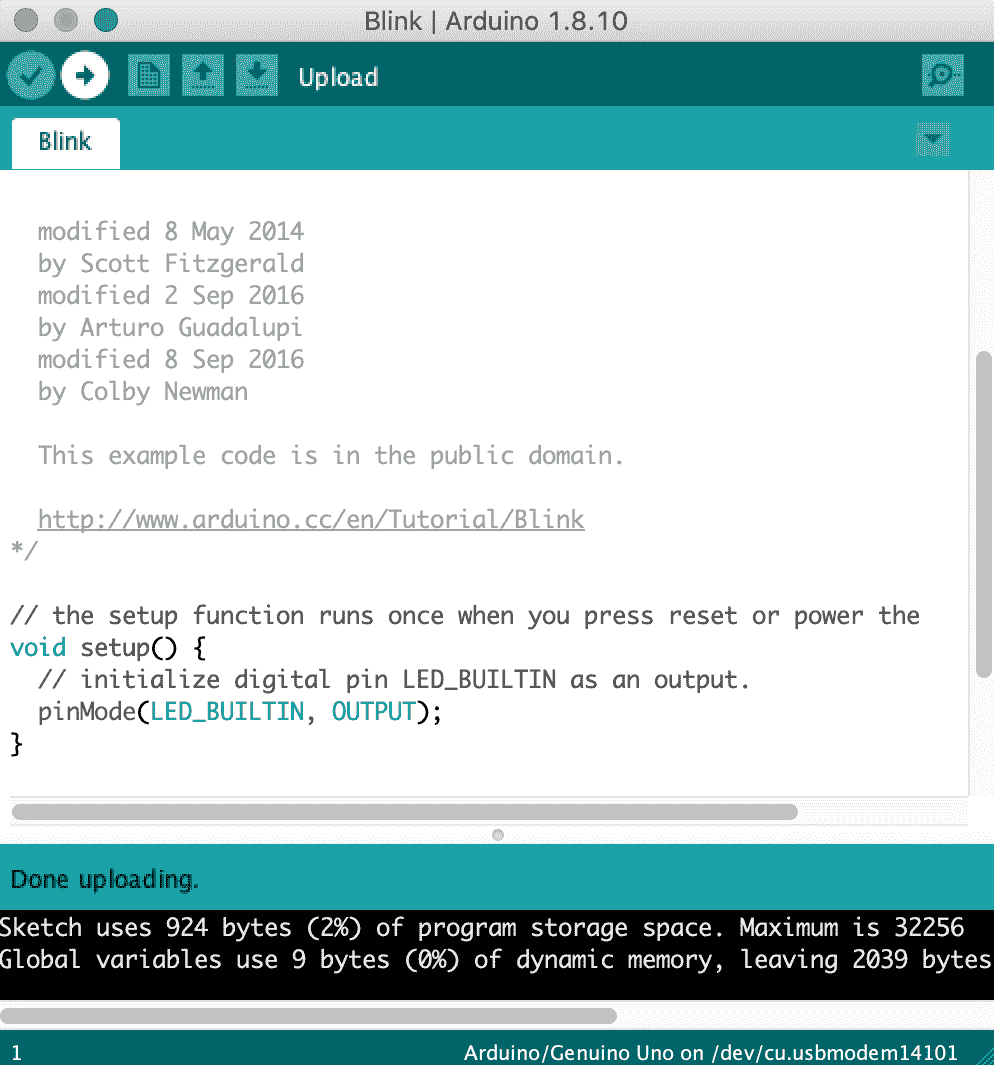 Blink | Arduino 1.8.10
Upload
Blink
modified 8 May 2014
by Scott Fitzgerald
modified 2 Sep 2016
by Arturo Guadalupi
modified 8 Sep 2016
by Colby Newman
This example code is in the public domain.
http://www.arduino.cc/en/Tutorial/Blink
*/
// the setup function runs once when you press reset or power the
void setup() {
// initialize digital pin LED_BUILTIN as an output.
pinMode(LED_BUILTIN, OUTPUT);
}
Done uploading.
Sketch uses 924 bytes (2%) of program storage space. Maximum is 32256
Global variables use 9 bytes (0%) of dynamic memory, leaving 2039 bytes
1
Arduino/Genuino Uno on /dev/cu.usbmodem14101